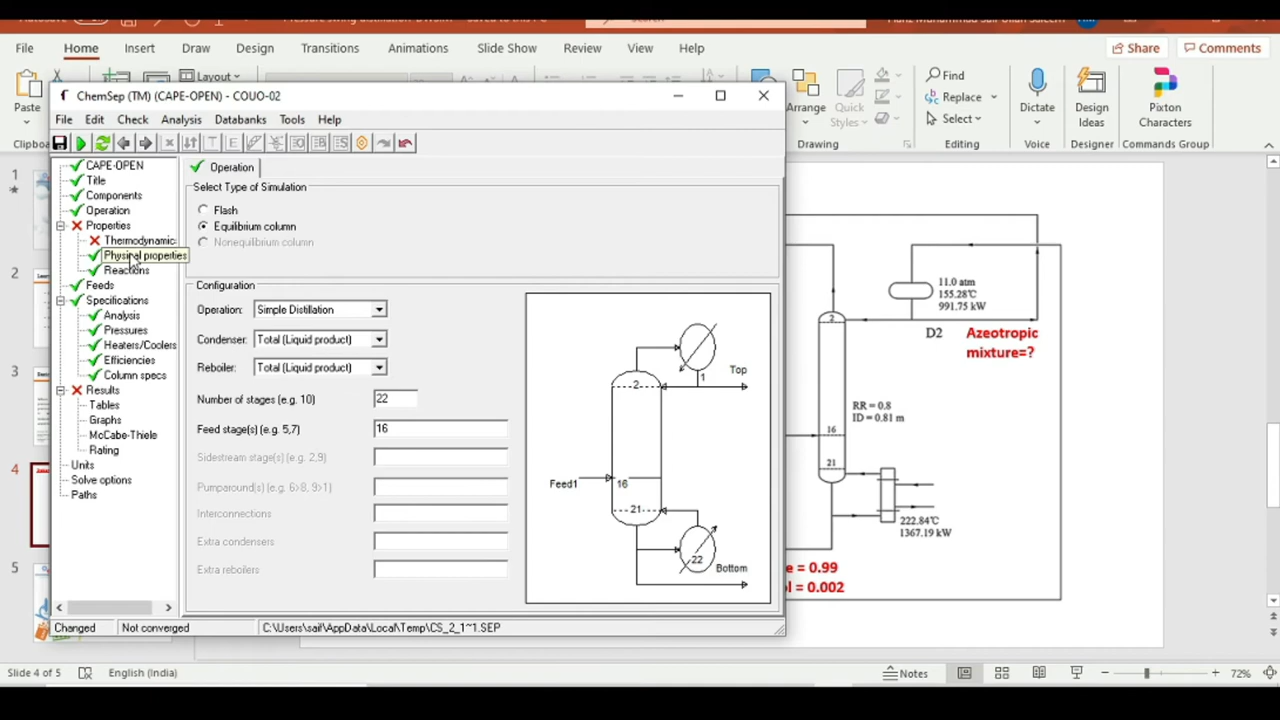 File Home Insert Draw Design Transitions Animations Slide Show Review View Help Share Comments
Paste
Layout
Arrange
Quick Styles
Find
Replace
Select
Dictate
Design Ideas
Pixton Characters
Drawing
Editing
Voice
Designer
Commands Group
ChemSep (TM) (CAPE-OPEN) - COUO-02
File Edit Check Analysis Databanks Tools Help
CAPE-OPEN
Title
Components
Operation
Properties
Thermodynamic
Physical properties
Reactions
Feeds
Specifications
Analysis
Pressures
Heaters/Coolers
Efficiencies
Column specs
Results
Tables
Graphs
McCabe-Thiele
Rating
Units
Solve options
Paths
Operation
Select Type of Simulation
Flash
Equilibrium column
Nonequilibrium column
Configuration
Operation: Simple Distillation
Condenser: Total (Liquid product)
Reboiler: Total (Liquid product)
Number of stages (e.g. 10) 22
Feed stage(s) (e.g. 5,7) 16
Sidestream stage(s) (e.g. 2,9)
Pumparound(s) (e.g. 6>8, 9>1)
Interconnections
Extra condensers
Extra reboilers
1
Top
2
Feed1
16
21
22
Bottom
Changed
Not converged
C:\Users\saif\AppData\Local\Temp\CS_2_1~1.SEP
1
2
3
4
5
11.0 atm
155.28℃
991.75 kW
2
D2
Azeotropic
mixture=?
RR = 0.8
ID = 0.81 m
16
21
222.84℃
1367.19 kW
= 0.99
= 0.002
Slide 4 of 5
English (India)
Notes
72%